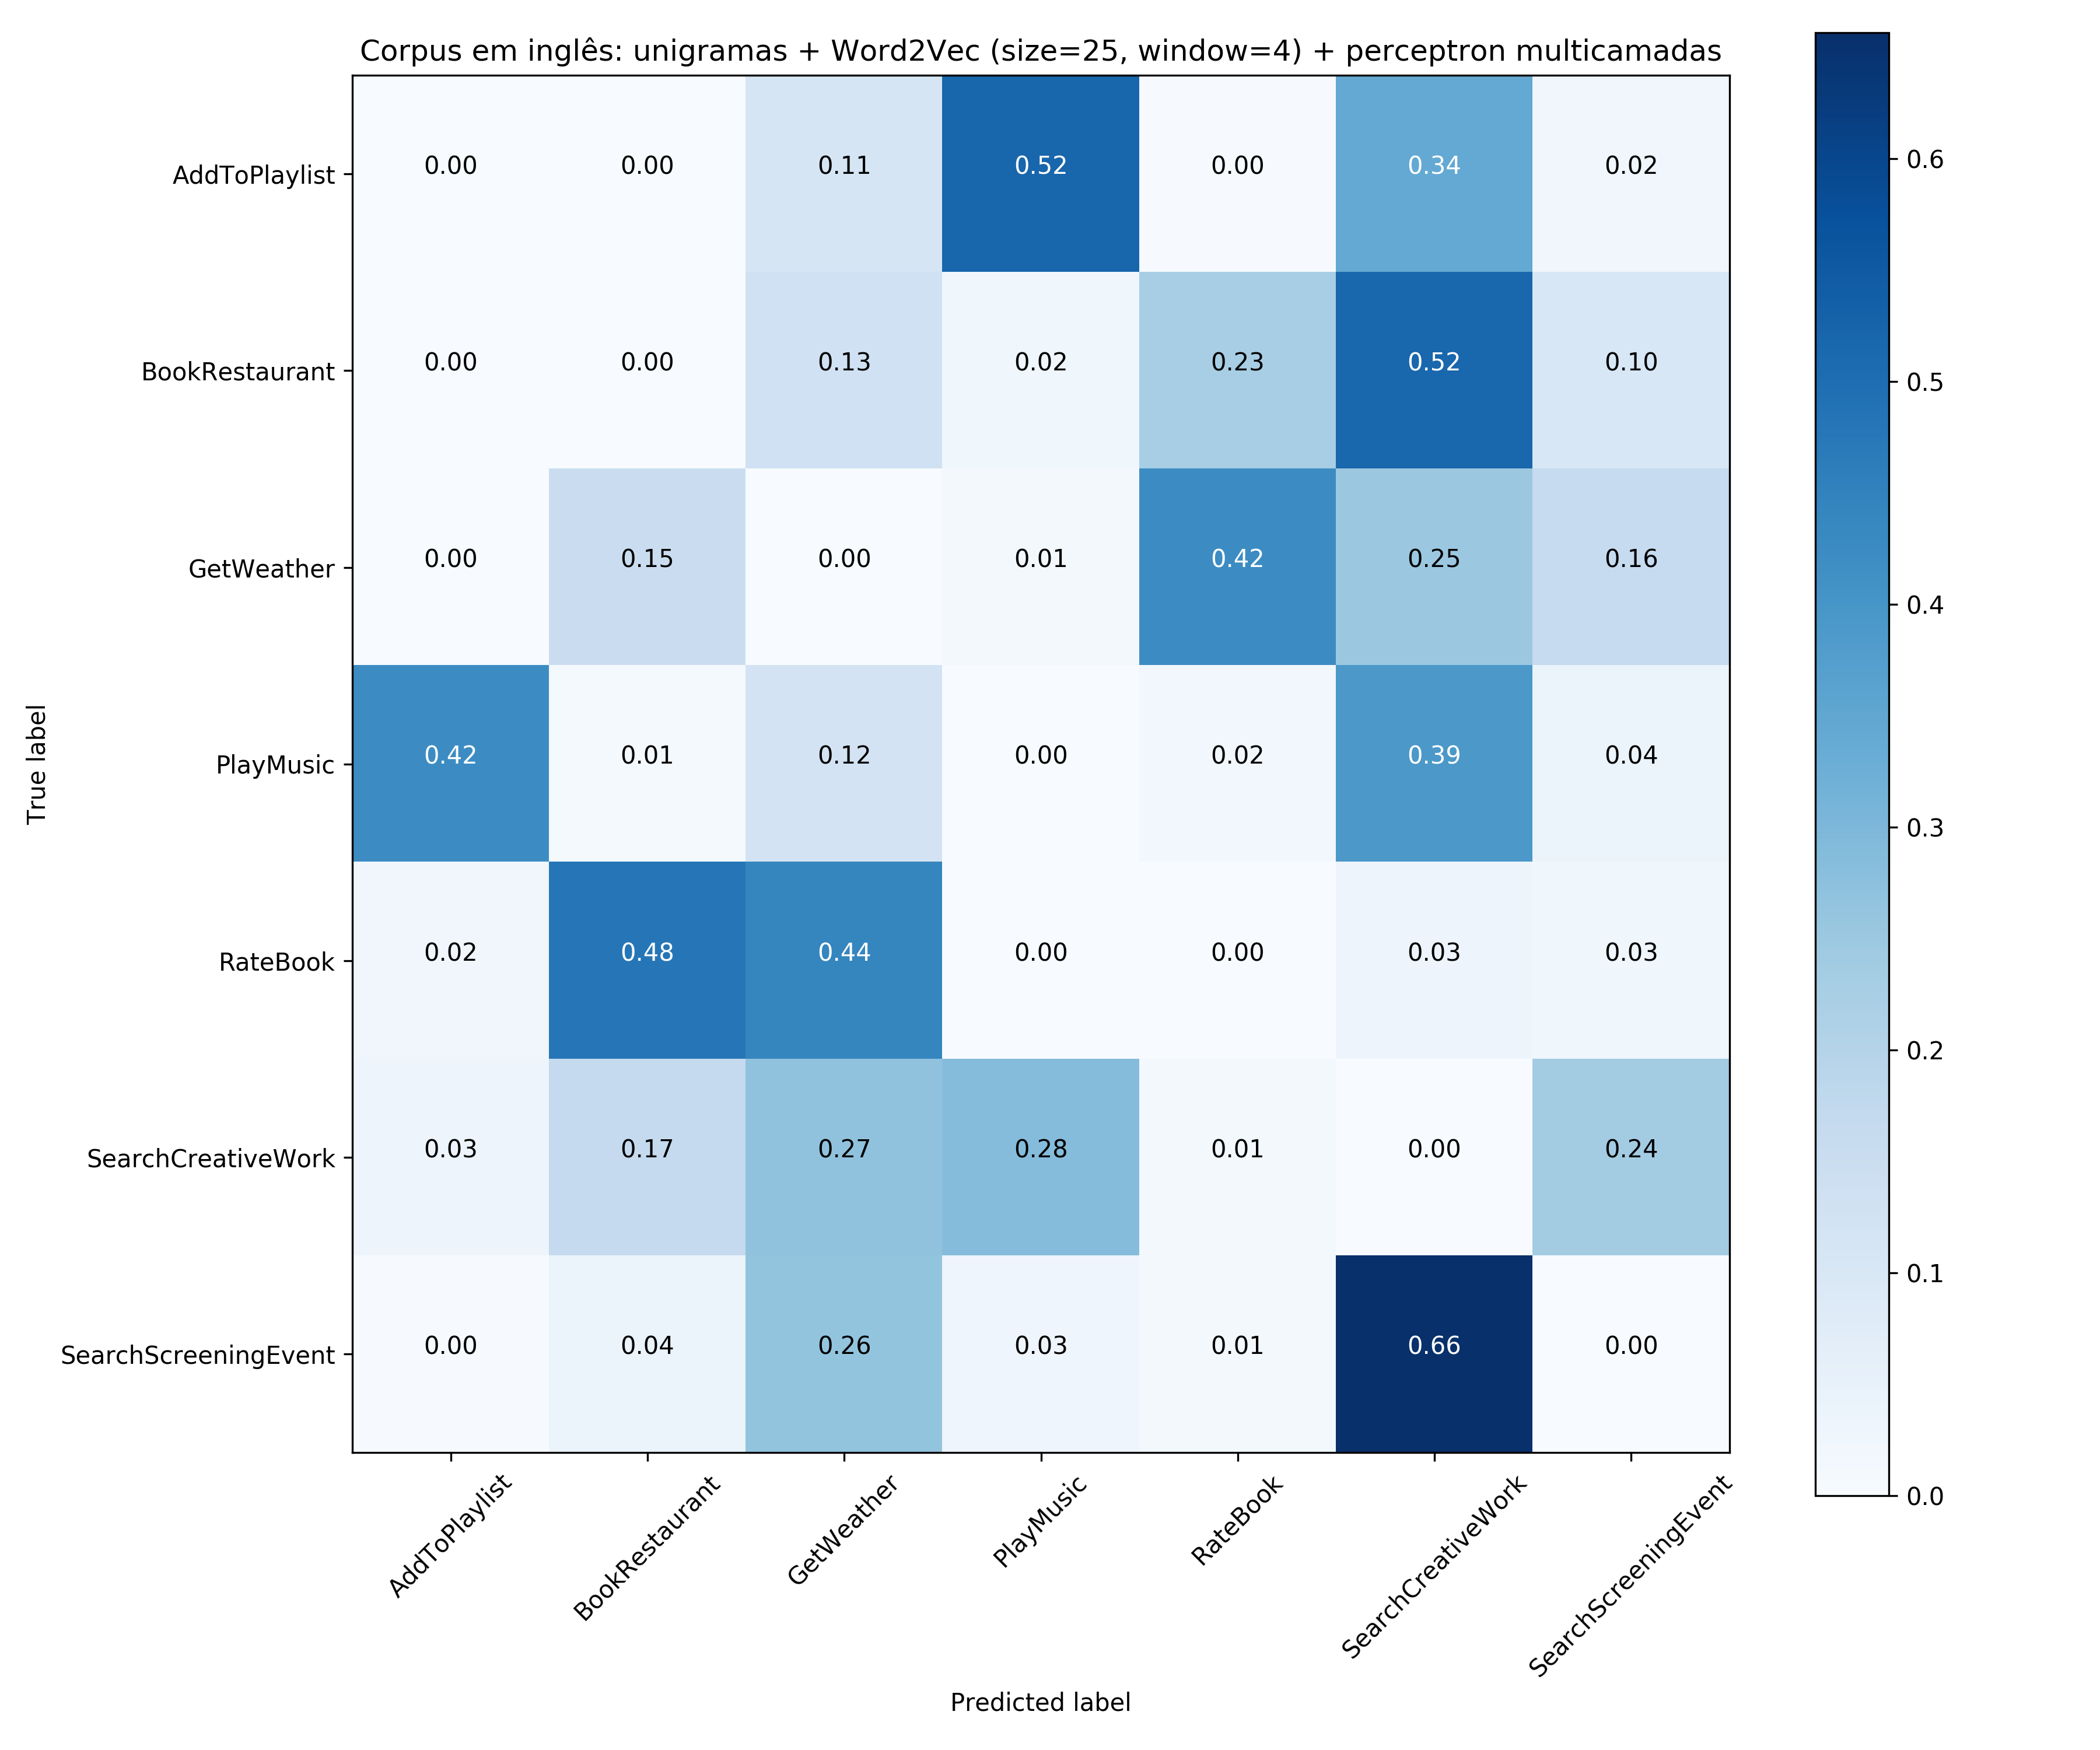 Corpus em inglês: unigramas + Word2Vec (size=25, window=4) + perceptron multicamadas
True label
AddToPlaylist 0.00 0.00 0.11 0.52 0.00 0.34 0.02
BookRestaurant 0.00 0.00 0.13 0.02 0.23 0.52 0.10
GetWeather 0.00 0.15 0.00 0.01 0.42 0.25 0.16
PlayMusic 0.42 0.01 0.12 0.00 0.02 0.39 0.04
RateBook 0.02 0.48 0.44 0.00 0.00 0.03 0.03
SearchCreativeWork 0.03 0.17 0.27 0.28 0.01 0.00 0.24
SearchScreeningEvent 0.00 0.04 0.26 0.03 0.01 0.66 0.00
AddToPlaylist BookRestaurant GetWeather PlayMusic RateBook SearchCreativeWork SearchScreeningEvent
Predicted label
0.6
0.5
0.4
0.3
0.2
0.1
0.0